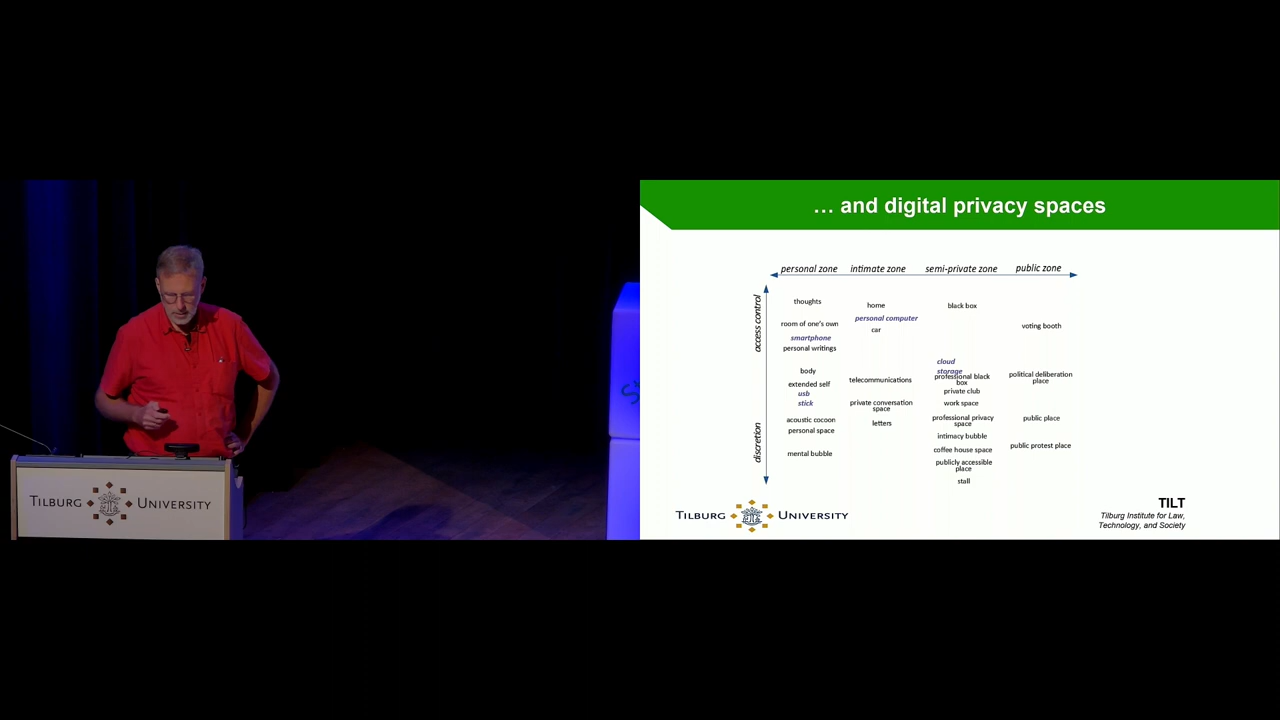 TILBURG UNIVERSITY
… and digital privacy spaces
personal zone intimate zone semi-private zone public zone
access control
discretion
thoughts
room of one's own
smartphone
personal writings
body
extended self
usb
stick
acoustic cocoon
personal space
mental bubble
home
personal computer
car
telecommunications
private conversation
space
letters
black box
cloud
storage
professional black
box
private club
work space
professional privacy
space
intimacy bubble
coffee house space
publicly accessible
place
stall
voting booth
political deliberation
place
public place
public protest place
TILBURG UNIVERSITY
TILT
Tilburg Institute for Law,
Technology, and Society